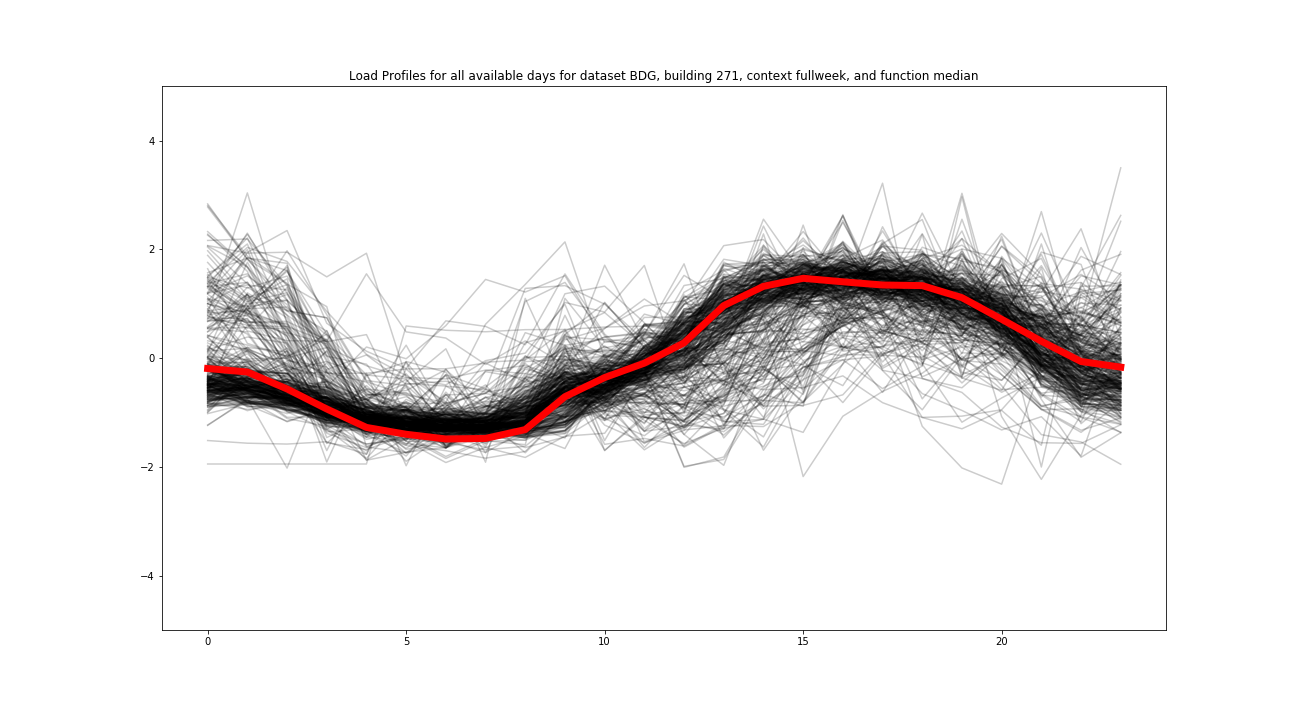 Load Profiles for all available days for dataset BDG, building 271, context fullweek, and function median
4
2
0
−2
−4
0 5 10 15 20